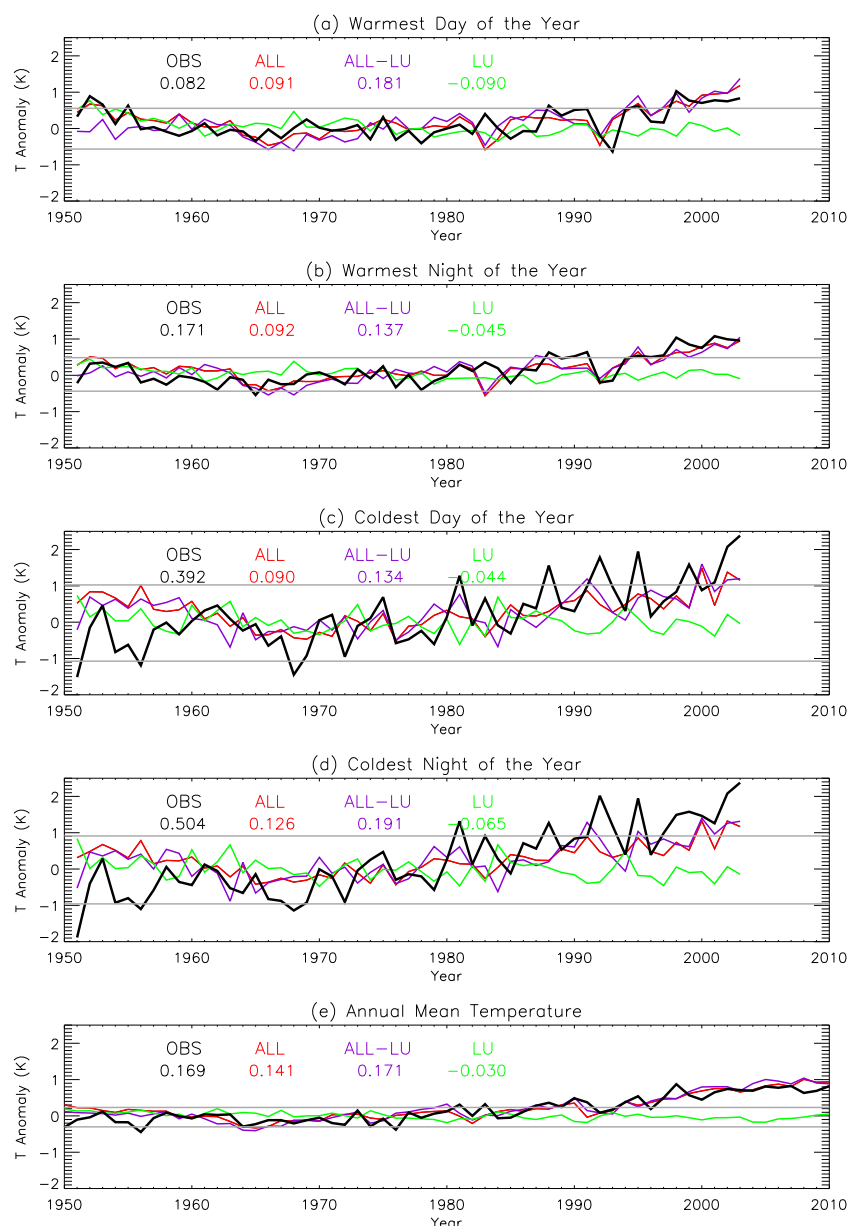 (a) Warmest Day of the Year
T Anomaly (K)
2
1
0
−1
−2
OBS ALL ALL−LU LU
0.082 0.091 0.181 −0.090
1950 1960 1970 1980 1990 2000 2010
Year
(b) Warmest Night of the Year
T Anomaly (K)
2
1
0
−1
−2
OBS ALL ALL−LU LU
0.171 0.092 0.137 −0.045
1950 1960 1970 1980 1990 2000 2010
Year
(c) Coldest Day of the Year
T Anomaly (K)
2
1
0
−1
−2
OBS ALL ALL−LU LU
0.392 0.090 0.134 −0.044
1950 1960 1970 1980 1990 2000 2010
Year
(d) Coldest Night of the Year
T Anomaly (K)
2
1
0
−1
−2
OBS ALL ALL−LU LU
0.504 0.126 0.191 −0.065
1950 1960 1970 1980 1990 2000 2010
Year
(e) Annual Mean Temperature
T Anomaly (K)
2
1
0
−1
−2
OBS ALL ALL−LU LU
0.169 0.141 0.171 −0.030
1950 1960 1970 1980 1990 2000 2010
Year